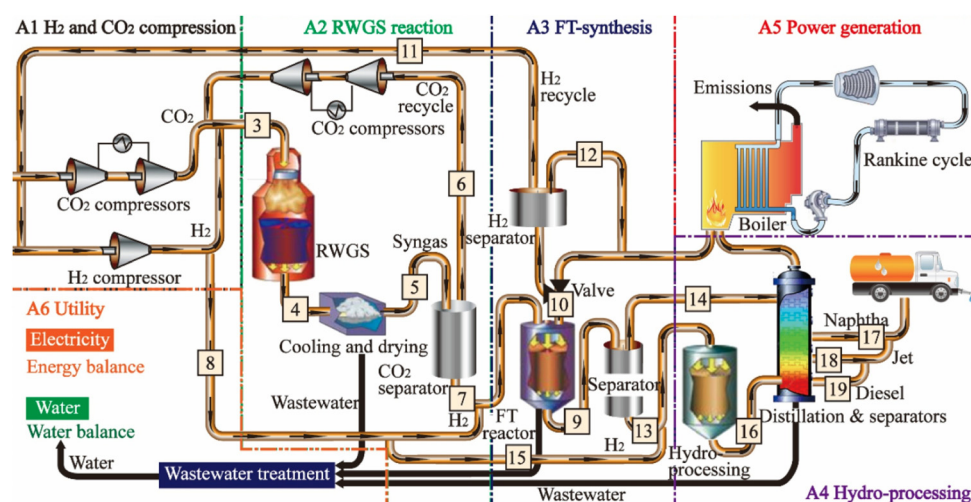 A1 H₂ and CO₂ compression
A2 RWGS reaction
A3 FT-synthesis
A5 Power generation
11
H₂
recycle
CO₂
recycle
Emissions
CO₂
3
CO₂ compressors
12
Rankine cycle
6
CO₂ compressors
H₂
H₂
separator
Boiler
RWGS
Syngas
H₂ compressor
5
Valve
10
14
A6 Utility
4
Naphtha
17
Electricity
Cooling and drying
18
Jet
Energy balance
8
CO₂
separator
Separator
19
Diesel
7
Distillation & separators
Water
Wastewater
H₂
9
13
16
Water balance
FT
reactor
H₂
15
Hydro-
processing
Water
Wastewater treatment
Wastewater
A4 Hydro-processing